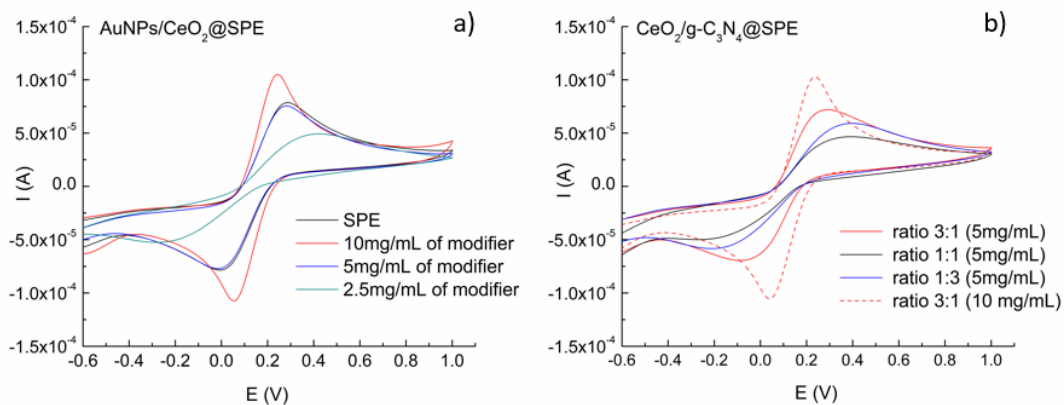 AuNPs/CeO₂@SPE
a)
1.5x10⁻⁴
1.0x10⁻⁴
5.0x10⁻⁵
0.0
-5.0x10⁻⁵
-1.0x10⁻⁴
-1.5x10⁻⁴
I (A)
SPE
10mg/mL of modifier
5mg/mL of modifier
2.5mg/mL of modifier
-0.6 -0.4 -0.2 0.0 0.2 0.4 0.6 0.8 1.0
E (V)
CeO₂/g-C₃N₄@SPE
b)
1.5x10⁻⁴
1.0x10⁻⁴
5.0x10⁻⁵
0.0
-5.0x10⁻⁵
-1.0x10⁻⁴
-1.5x10⁻⁴
I (A)
ratio 3:1 (5mg/mL)
ratio 1:1 (5mg/mL)
ratio 1:3 (5mg/mL)
ratio 3:1 (10 mg/mL)
-0.6 -0.4 -0.2 0.0 0.2 0.4 0.6 0.8 1.0
E (V)